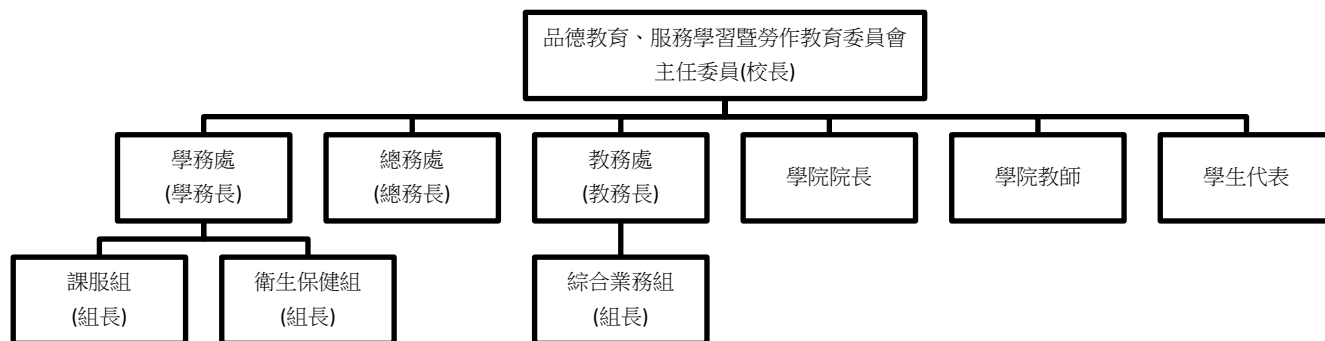 品德教育、服務學習暨勞作教育委員會
主任委員(校長)
學務處
(學務長)
總務處
(總務長)
教務處
(教務長)
學院院長
學院教師
學生代表
課服組
(組長)
衛生保健組
(組長)
綜合業務組
(組長)